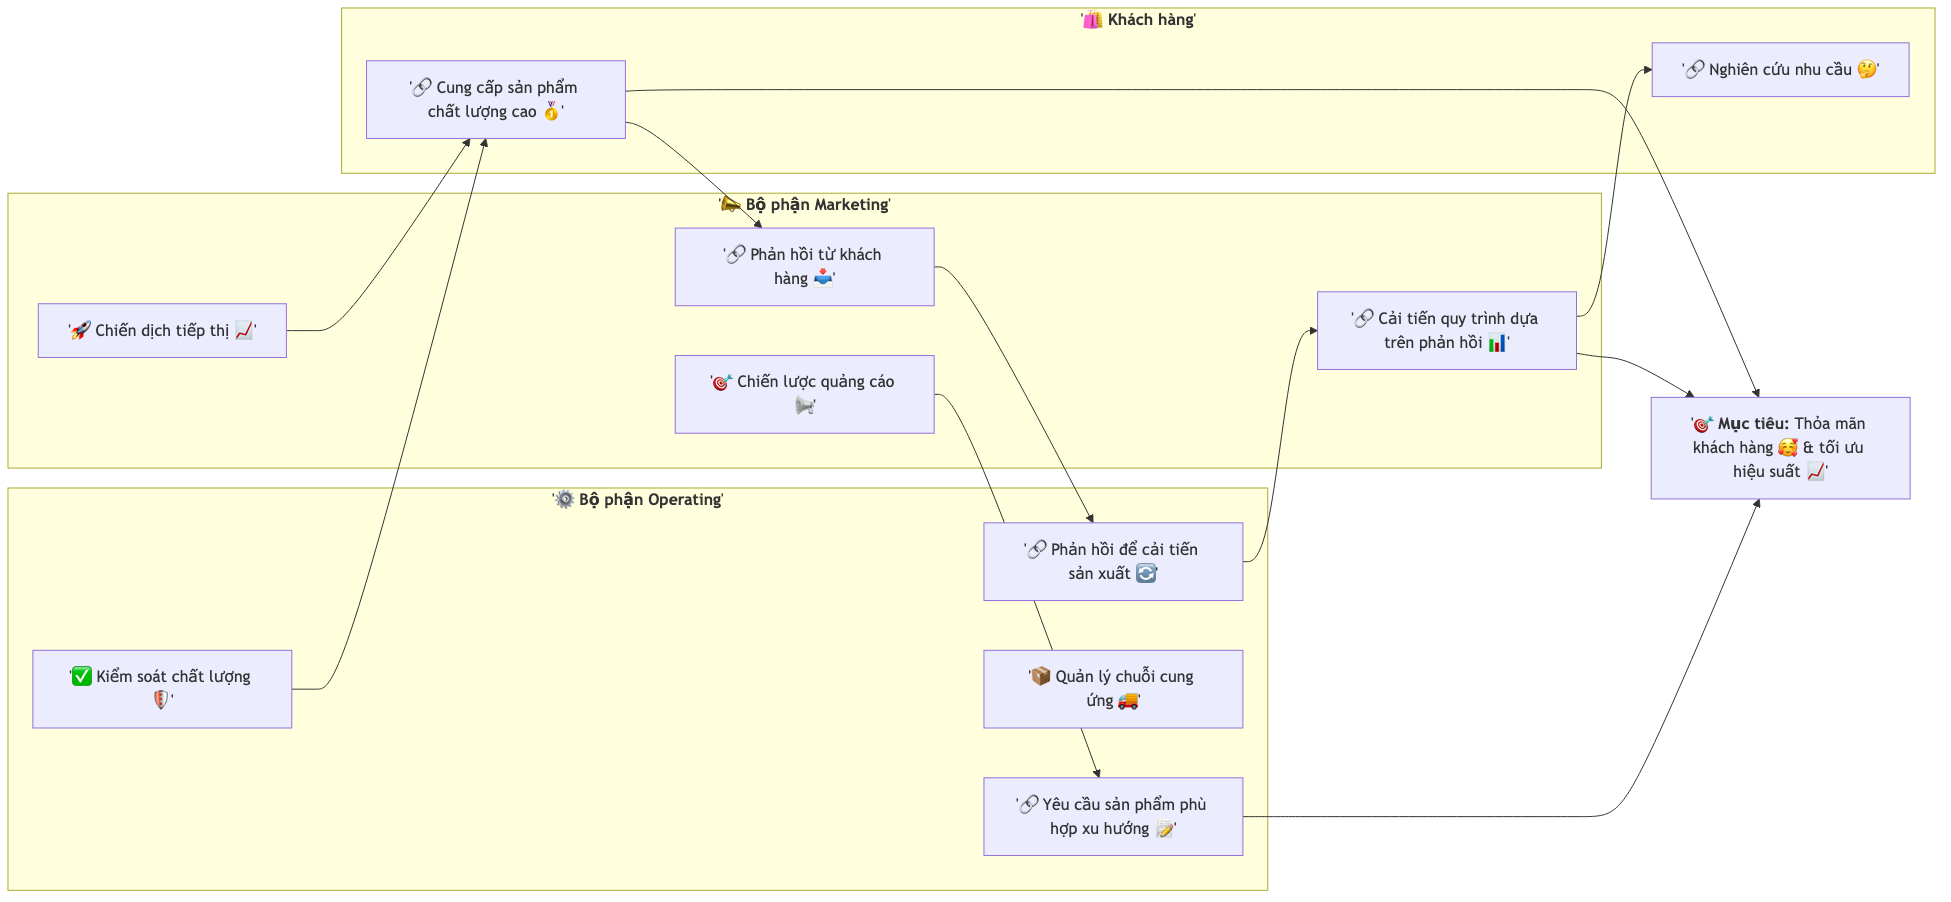 '🛍️ Khách hàng'
'🔗 Cung cấp sản phẩm
chất lượng cao 🥇'
'🔗 Nghiên cứu nhu cầu 🤔'
'📣 Bộ phận Marketing'
'🔗 Phản hồi từ khách
hàng 📥'
'🚀 Chiến dịch tiếp thị 📈'
'🎯 Chiến lược quảng cáo
📢'
'🔗 Cải tiến quy trình dựa
trên phản hồi 📊'
'🎯 Mục tiêu: Thỏa mãn
khách hàng 🥰 & tối ưu
hiệu suất 📈'
'⚙️ Bộ phận Operating'
'🔗 Phản hồi để cải tiến
sản xuất 🔄'
'✅ Kiểm soát chất lượng
🛡️'
'📦 Quản lý chuỗi cung
ứng 🚚'
'🔗 Yêu cầu sản phẩm phù
hợp xu hướng 📝'